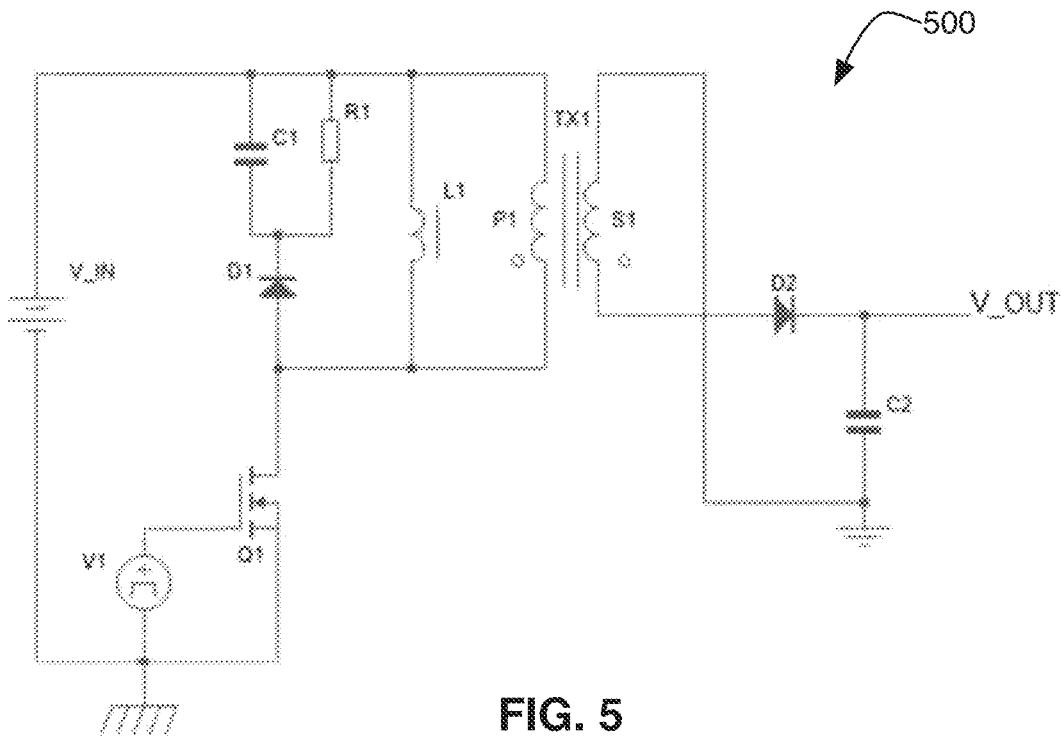 500
R1
TX1
C1
L1
P1
S1
V_IN
D1
D2
V_OUT
C2
V1
Q1
FIG. 5